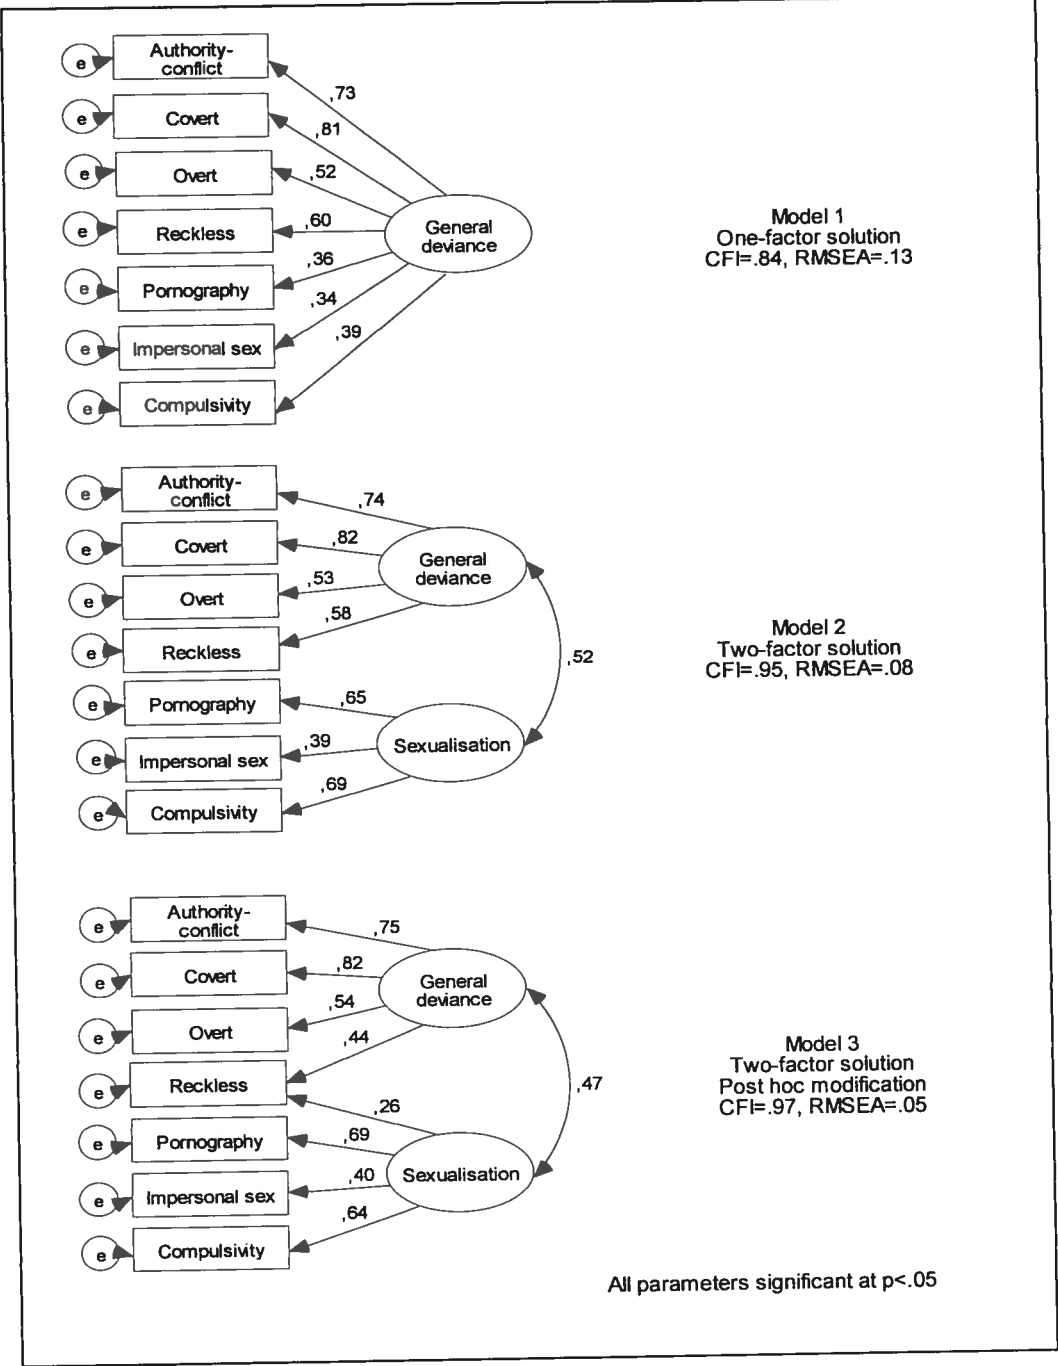 e
Authority-
conflict
,73
e
Covert
,81
e
Overt
,52
e
Reckless
,60
General
deviance
e
Pornography
,36
e
Impersonal sex
,34
e
Compulsivity
,39
Model 1
One-factor solution
CFI=.84, RMSEA=.13
e
Authority-
conflict
,74
e
Covert
,82
General
deviance
e
Overt
,53
e
Reckless
,58
,52
e
Pornography
,65
e
Impersonal sex
,39
Sexualisation
e
Compulsivity
,69
Model 2
Two-factor solution
CFI=.95, RMSEA=.08
e
Authority-
conflict
,75
e
Covert
,82
General
deviance
e
Overt
,54
e
Reckless
,44
,26
,47
e
Pornography
,69
e
Impersonal sex
,40
Sexualisation
e
Compulsivity
,64
Model 3
Two-factor solution
Post hoc modification
CFI=.97, RMSEA=.05
All parameters significant at p<.05